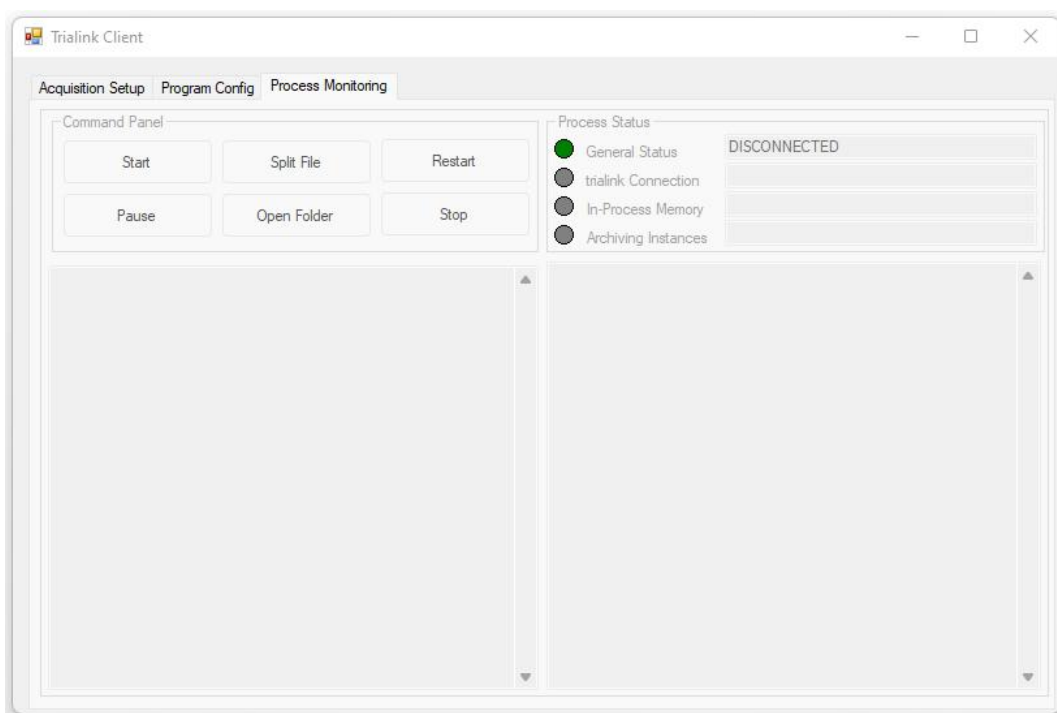 Trialink Client
Acquisition Setup Program Config Process Monitoring
Command Panel
Start Split File Restart
Pause Open Folder Stop
Process Status
General Status DISCONNECTED
trialink Connection
In-Process Memory
Archiving Instances